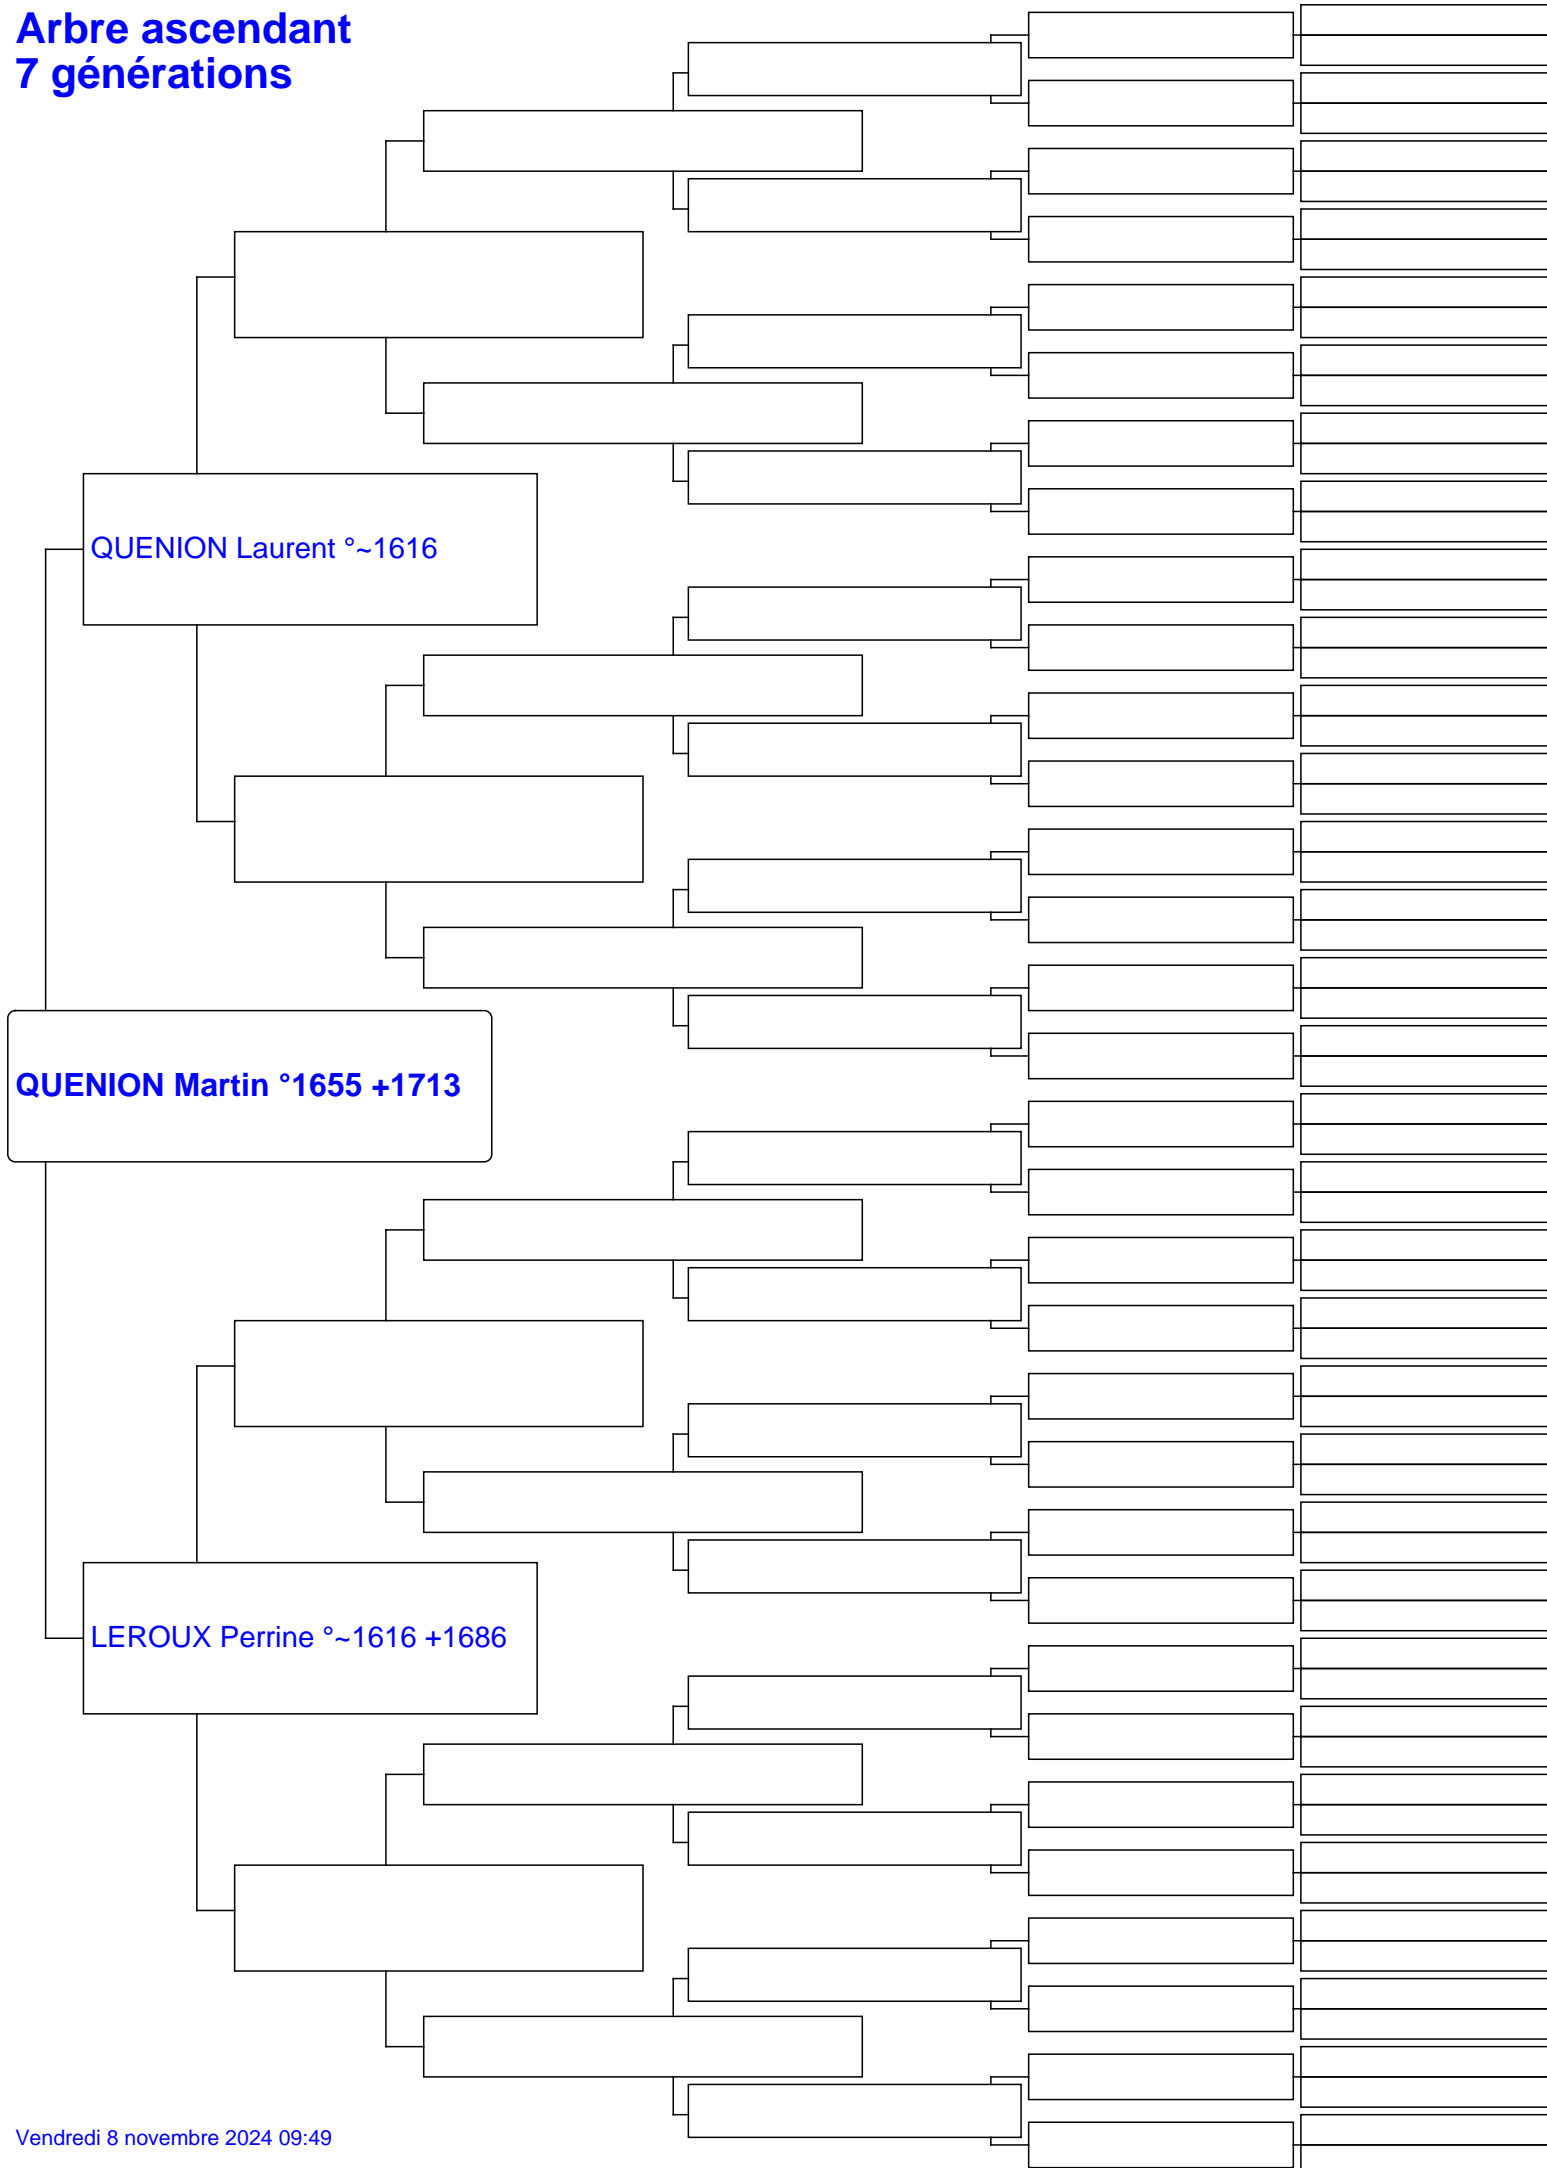 Arbre ascendant
7 générations
QUENION Laurent °~1616
QUENION Martin °1655 +1713
LEROUX Perrine °~1616 +1686
Vendredi 8 novembre 2024 09:49